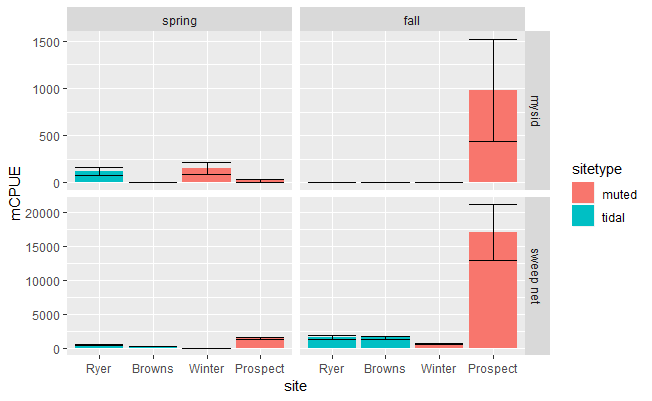 spring fall
1500
1000
500
0
mysid
mCPUE
20000
15000
10000
5000
0
sweep net
Ryer Browns Winter Prospect Ryer Browns Winter Prospect
site
sitetype
muted
tidal